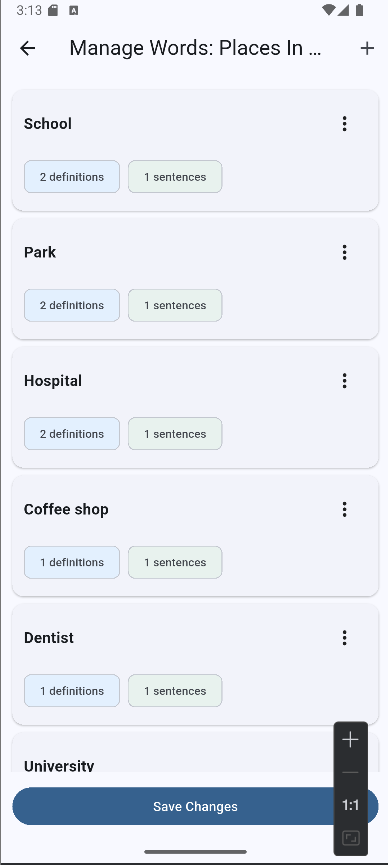 3:13
Manage Words: Places In ...
School
2 definitions
1 sentences
Park
2 definitions
1 sentences
Hospital
2 definitions
1 sentences
Coffee shop
1 definitions
1 sentences
Dentist
1 definitions
1 sentences
University
Save Changes
1:1